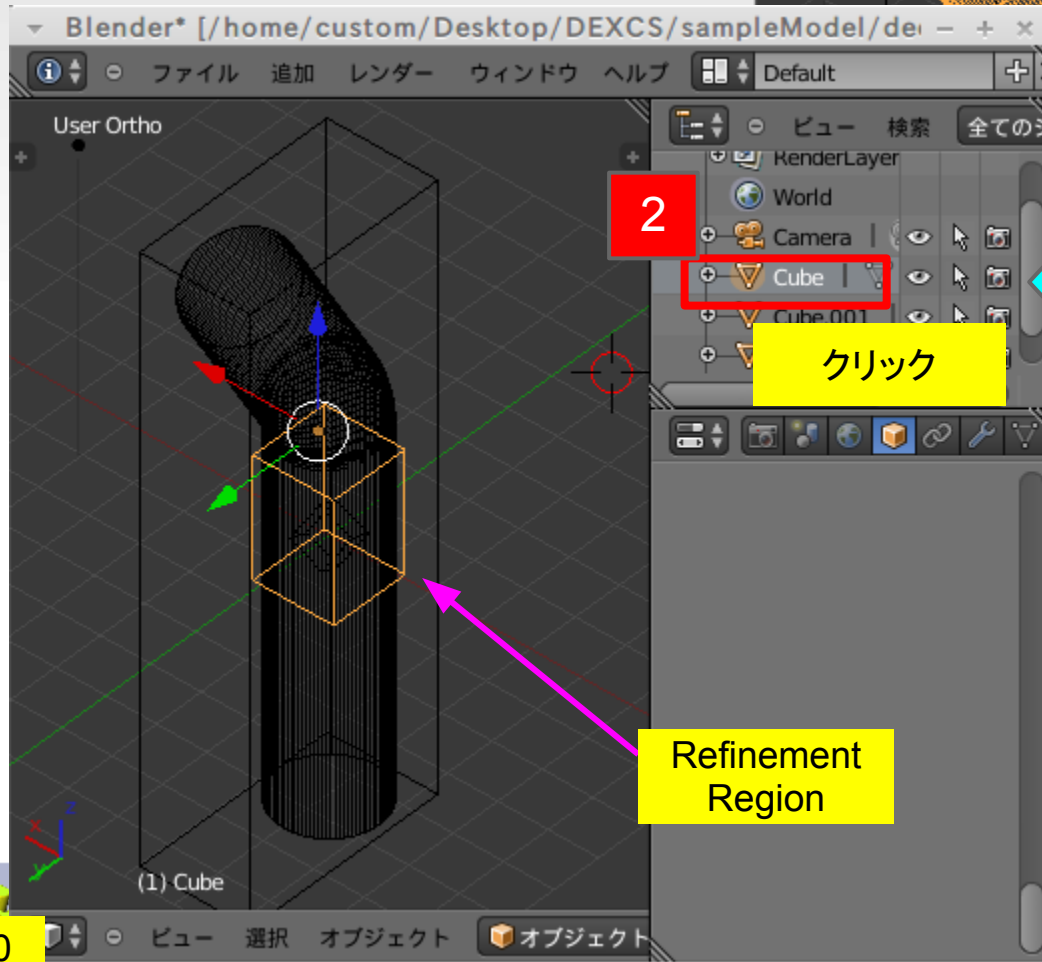 Blender* [/home/custom/Desktop/DEXCS/sampleModel/de
ファイル 追加 レンダー ウィンドウ ヘルプ Default
User Ortho
ビュー 検索 全ての
RenderLayer
World
2
Camera
Cube
Cube.001
クリック
Refinement
Region
x
y
z
(1) Cube
ビュー 選択 オブジェクト オブジェクト
0